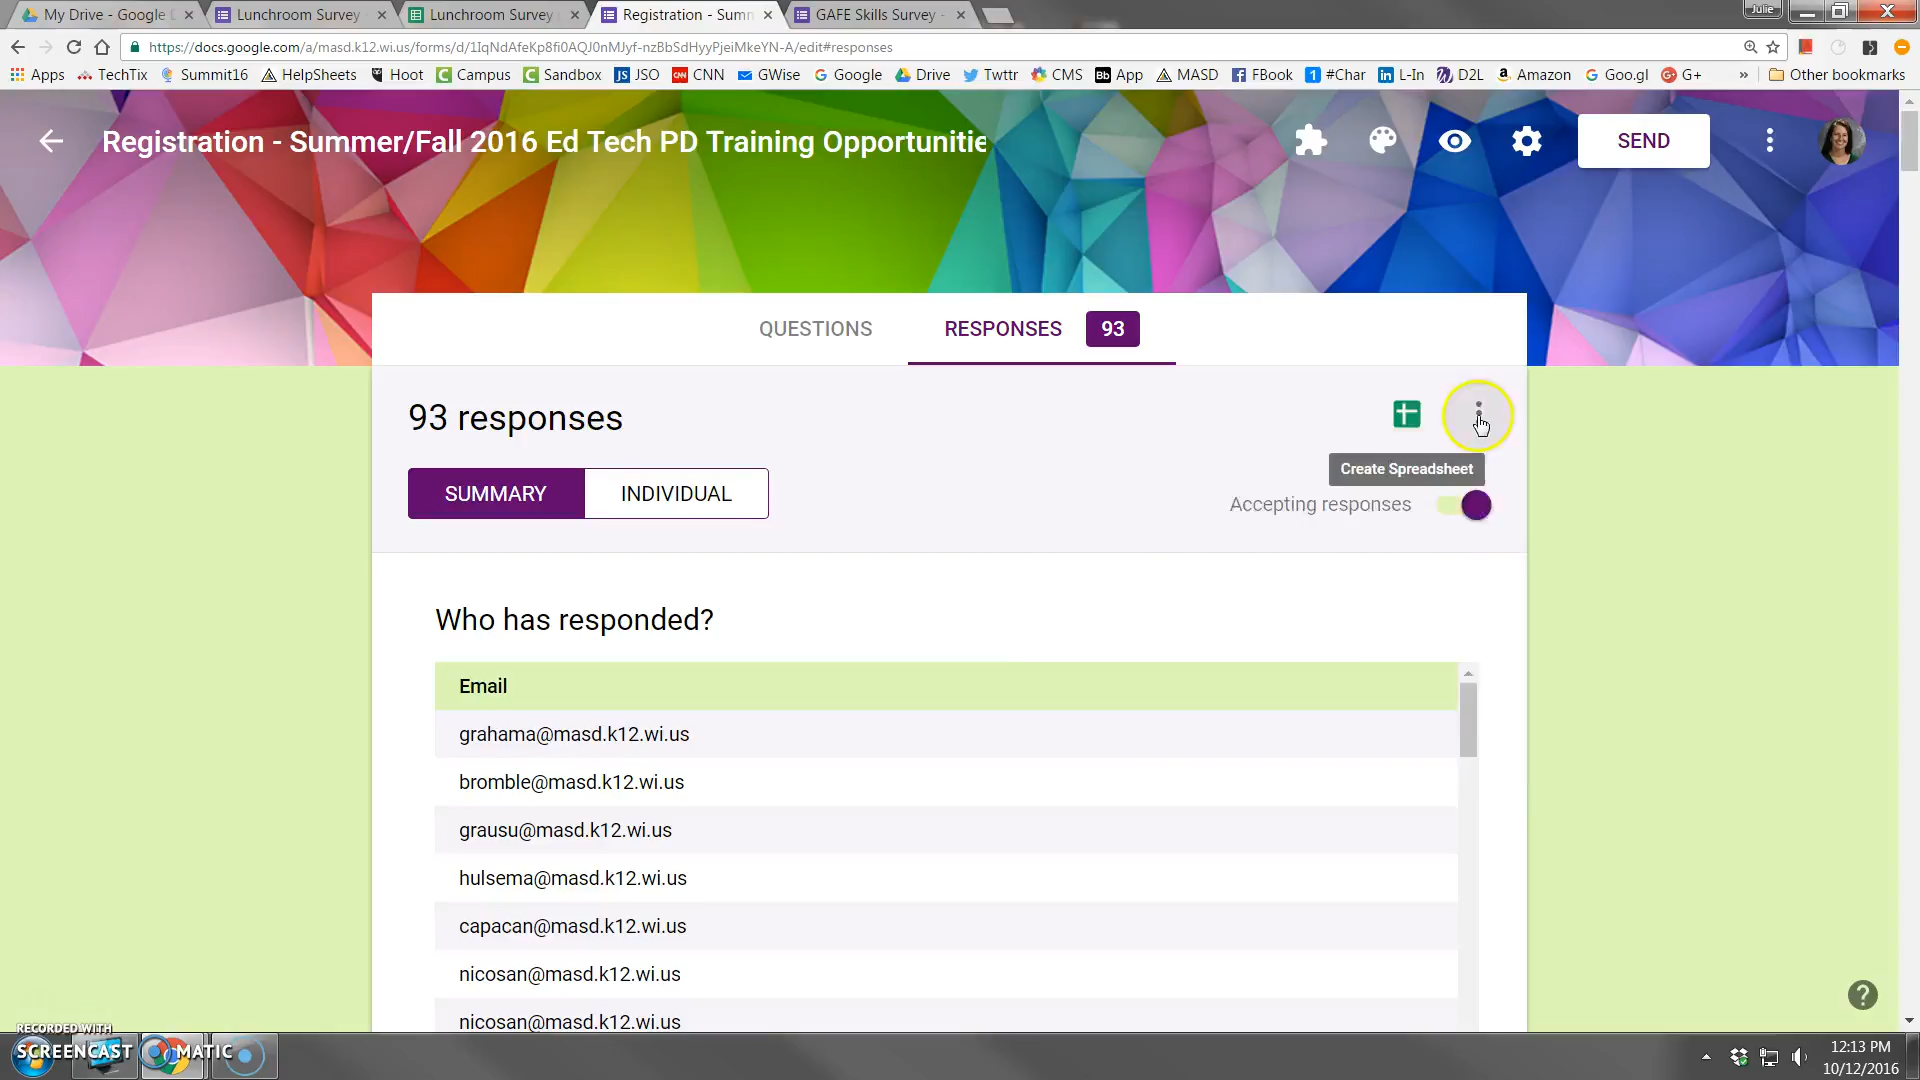 My Drive - Google D
Lunchroom Survey -
Lunchroom Survey
Registration - Summ
GAFE Skills Survey -
Julie
https://docs.google.com/a/masd.k12.wi.us/forms/d/1IqNdAfeKp8fi0AQJ0nMJyf-nzBbSdHyyPjeiMkeYN-A/edit#responses
Apps TechTix Summit16 HelpSheets Hoot Campus Sandbox JS JSO CNN CNN GWise Google Drive Twttr CMS Bb App MASD FBook 1 #Char in L-In D2L Amazon Goo.gl G+ » Other bookmarks
Registration - Summer/Fall 2016 Ed Tech PD Training Opportunitie
SEND
QUESTIONS RESPONSES 93
93 responses
Create Spreadsheet
SUMMARY INDIVIDUAL
Accepting responses
Who has responded?
Email
grahama@masd.k12.wi.us
bromble@masd.k12.wi.us
grausu@masd.k12.wi.us
hulsema@masd.k12.wi.us
capacan@masd.k12.wi.us
nicosan@masd.k12.wi.us
nicosan@masd.k12.wi.us
?
RECORDED WITH
SCREENCAST MATIC
12:13 PM
10/12/2016